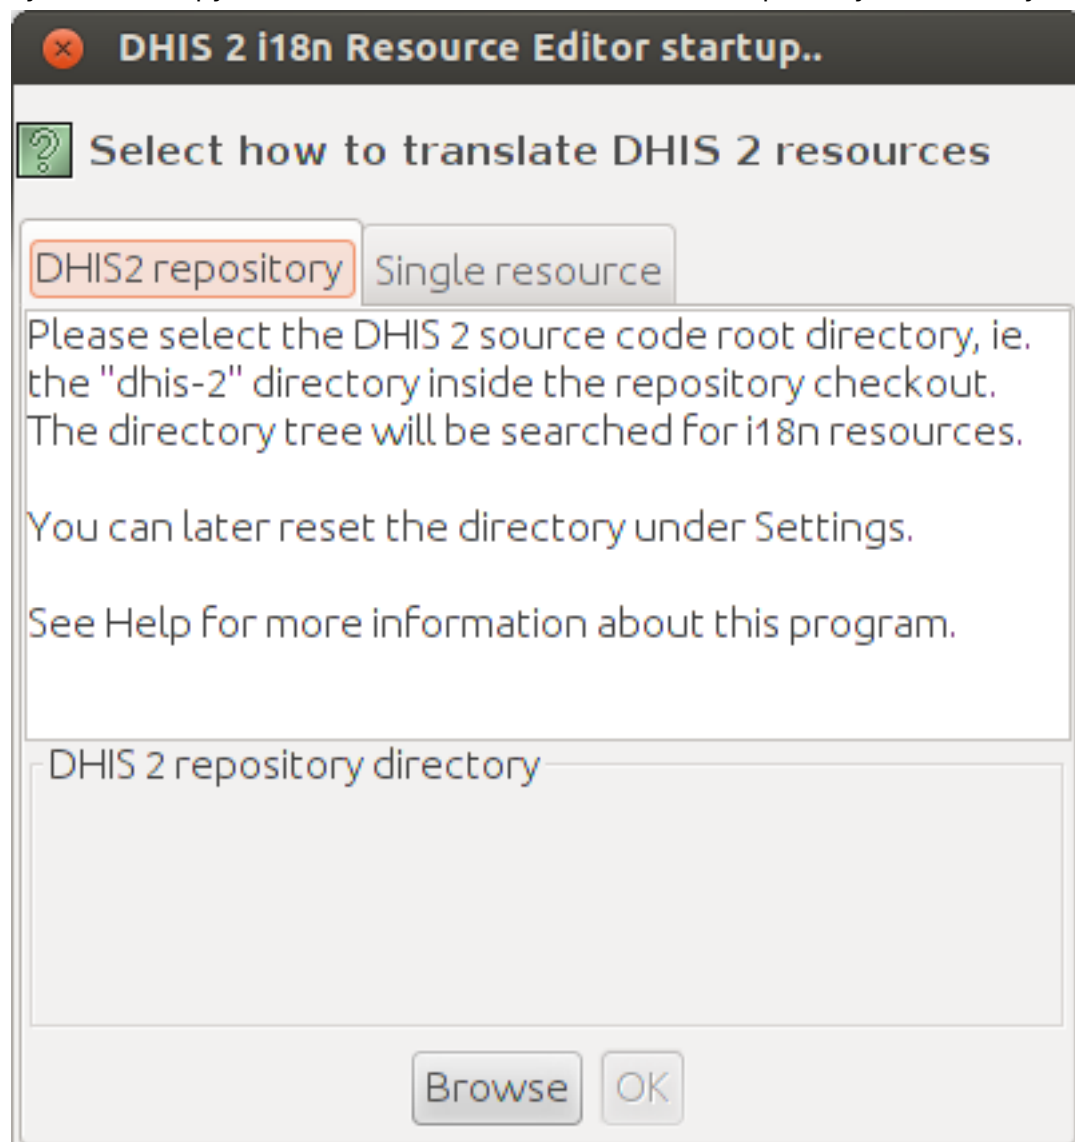 DHIS 2 i18n Resource Editor startup..
Select how to translate DHIS 2 resources
DHIS2 repository Single resource
Please select the DHIS 2 source code root directory, ie.
the "dhis-2" directory inside the repository checkout.
The directory tree will be searched for i18n resources.
You can later reset the directory under Settings.
See Help for more information about this program.
DHIS 2 repository directory
Browse OK